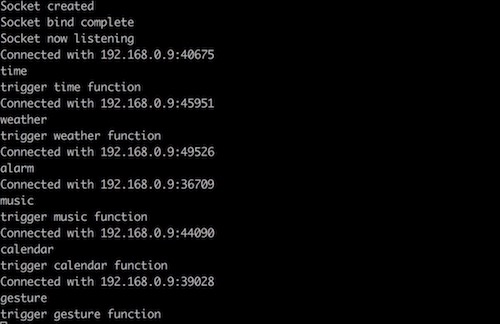 Socket created
Socket bind complete
Socket now listening
Connected with 192.168.0.9:40675
time
trigger time function
Connected with 192.168.0.9:45951
weather
trigger weather function
Connected with 192.168.0.9:49526
alarm
Connected with 192.168.0.9:36709
music
trigger music function
Connected with 192.168.0.9:44090
calendar
trigger calendar function
Connected with 192.168.0.9:39028
gesture
trigger gesture function